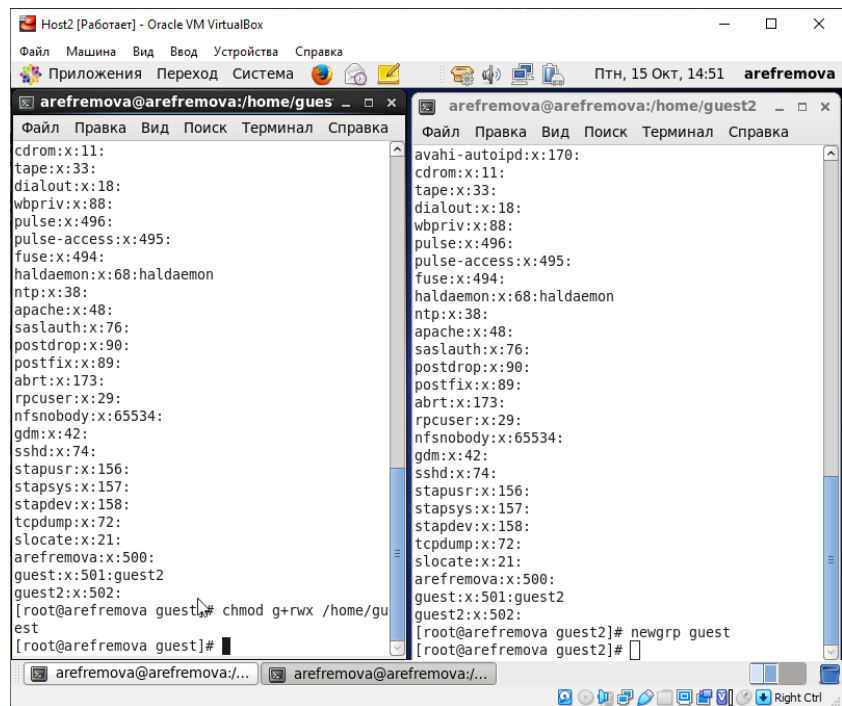 Host2 [Работает] - Oracle VM VirtualBox
Файл Машина Вид Ввод Устройства Справка
Приложения Переход Система Птн, 15 Окт, 14:51 arefremova
arefremova@arefremova:/home/gues
Файл Правка Вид Поиск Терминал Справка
cdrom:x:11:
tape:x:33:
dialout:x:18:
wbpriv:x:88:
pulse:x:496:
pulse-access:x:495:
fuse:x:494:
haldaemon:x:68:haldaemon
ntp:x:38:
apache:x:48:
saslauth:x:76:
postdrop:x:90:
postfix:x:89:
abrt:x:173:
rpcuser:x:29:
nfsnobody:x:65534:
gdm:x:42:
sshd:x:74:
stapusr:x:156:
stapsys:x:157:
stapdev:x:158:
tcpdump:x:72:
slocate:x:21:
arefremova:x:500:
guest:x:501:guest2
guest2:x:502:
[root@arefremova guest]# chmod g+rwx /home/gu
est
[root@arefremova guest]#
arefremova@arefremova:/home/guest2
Файл Правка Вид Поиск Терминал Справка
avahi-autoipd:x:170:
cdrom:x:11:
tape:x:33:
dialout:x:18:
wbpriv:x:88:
pulse:x:496:
pulse-access:x:495:
fuse:x:494:
haldaemon:x:68:haldaemon
ntp:x:38:
apache:x:48:
saslauth:x:76:
postdrop:x:90:
postfix:x:89:
abrt:x:173:
rpcuser:x:29:
nfsnobody:x:65534:
gdm:x:42:
sshd:x:74:
stapusr:x:156:
stapsys:x:157:
stapdev:x:158:
tcpdump:x:72:
slocate:x:21:
arefremova:x:500:
guest:x:501:guest2
guest2:x:502:
[root@arefremova guest2]# newgrp guest
[root@arefremova guest2]#
arefremova@arefremova:/... arefremova@arefremova:/...
Right Ctrl